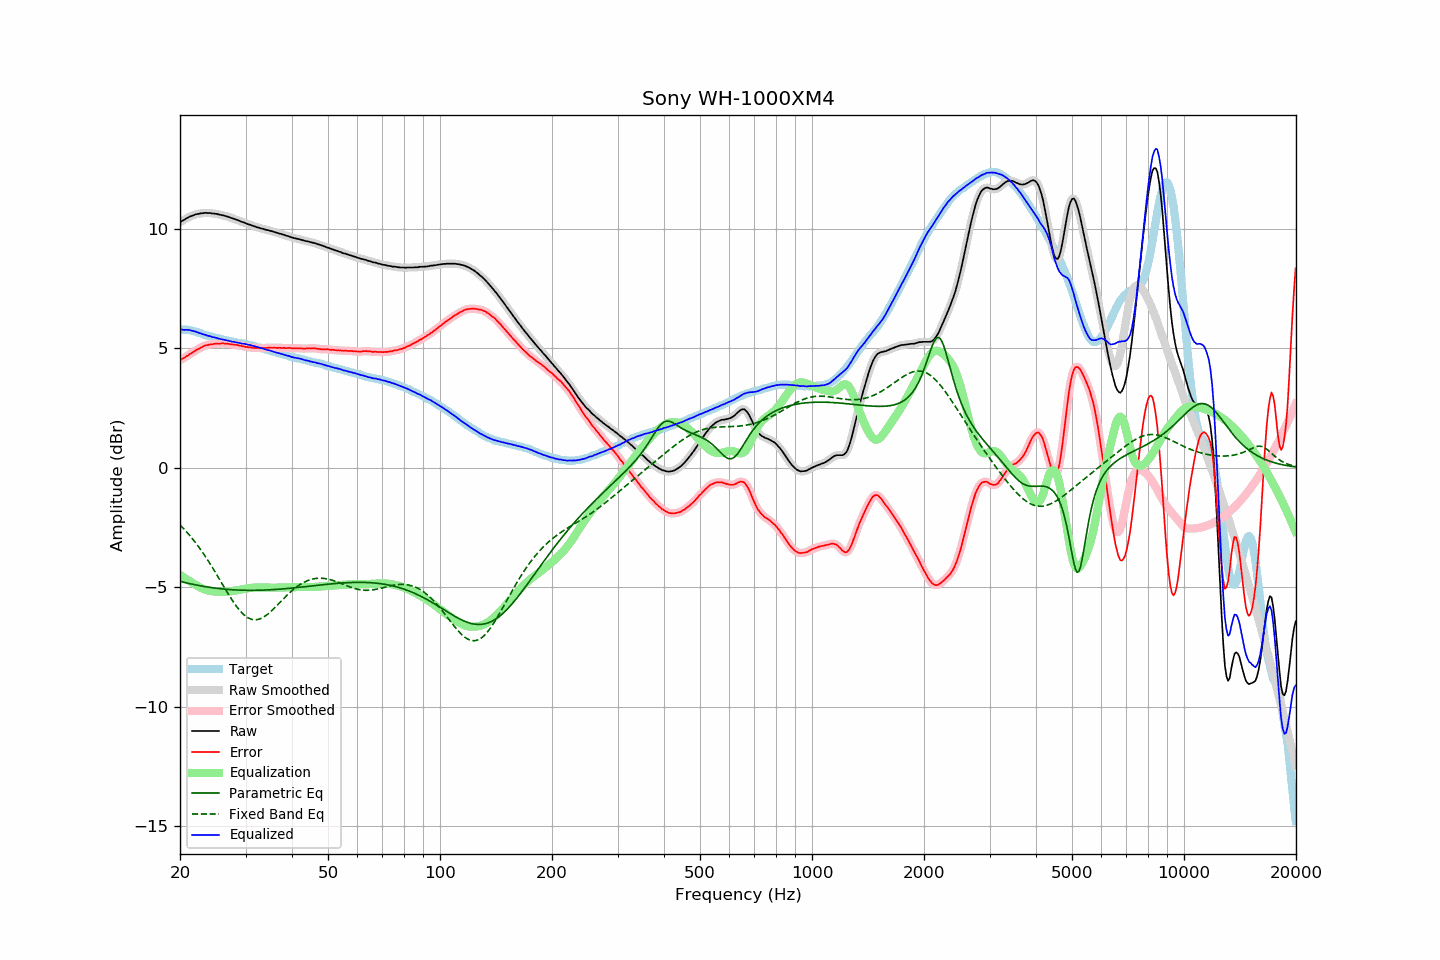 Sony WH-1000XM4
Amplitude (dBr)
10
5
0
−5
−10
−15
Target
Raw Smoothed
Error Smoothed
Raw
Error
Equalization
Parametric Eq
Fixed Band Eq
Equalized
20 50 100 200 500 1000 2000 5000 10000 20000
Frequency (Hz)